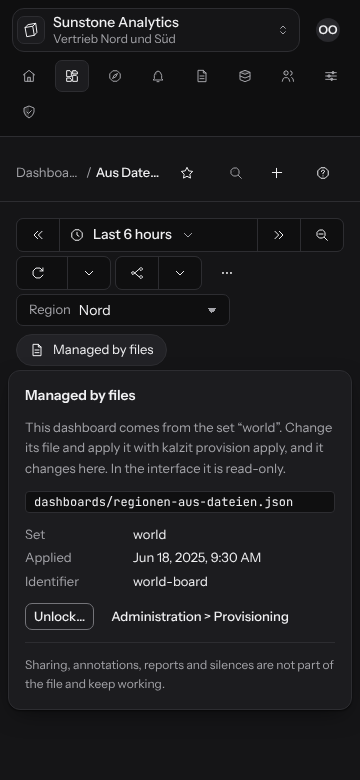 Sunstone Analytics
Vertrieb Nord und Süd
OO
Dashboa... / Aus Date...
Last 6 hours
Region Nord
Managed by files
Managed by files
This dashboard comes from the set “world”. Change
its file and apply it with kalzit provision apply, and it
changes here. In the interface it is read-only.
dashboards/regionen-aus-dateien.json
Set world
Applied Jun 18, 2025, 9:30 AM
Identifier world-board
Unlock... Administration > Provisioning
Sharing, annotations, reports and silences are not part of
the file and keep working.